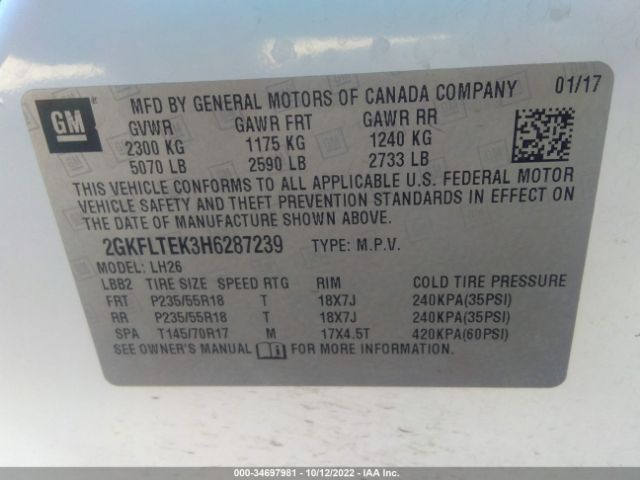 GM
MFD BY GENERAL MOTORS OF CANADA COMPANY 01/17
GVWR GAWR FRT GAWR RR
2300 KG 1175 KG 1240 KG
5070 LB 2590 LB 2733 LB
THIS VEHICLE CONFORMS TO ALL APPLICABLE U.S. FEDERAL MOTOR
VEHICLE SAFETY AND THEFT PREVENTION STANDARDS IN EFFECT ON
THE DATE OF MANUFACTURE SHOWN ABOVE.
2GKFLTEK3H6287239 TYPE: M.P.V.
MODEL: LH26
LBB2 TIRE SIZE SPEED RTG RIM COLD TIRE PRESSURE
FRT P235/55R18 T 18X7J 240KPA(35PSI)
RR P235/55R18 T 18X7J 240KPA(35PSI)
SPA T145/70R17 M 17X4.5T 420KPA(60PSI)
SEE OWNER'S MANUAL FOR MORE INFORMATION.
000-34697981 - 10/12/2022 - IAA Inc.